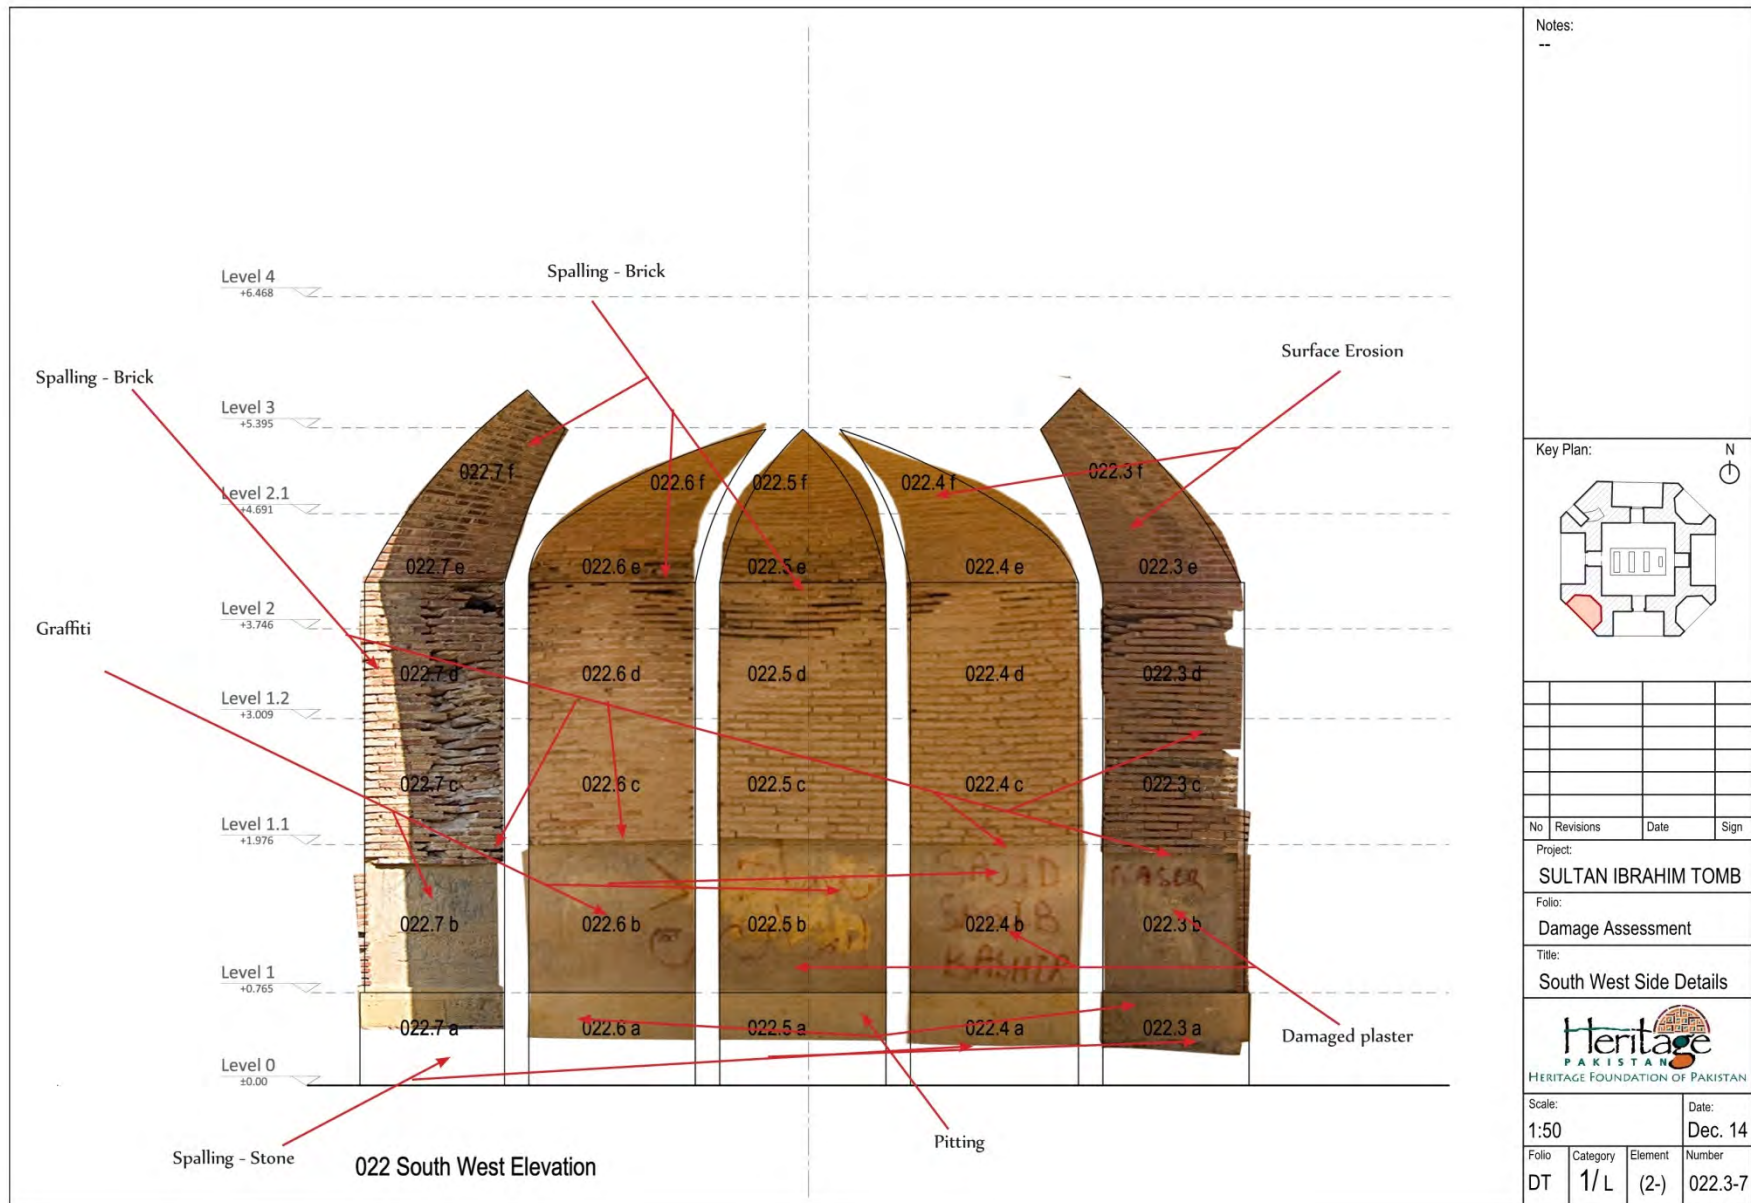 Notes:
--
Level 4
+6.468
Spalling - Brick
Surface Erosion
Spalling - Brick
Level 3
+5.395
Key Plan:
N
022.7 f
022.6 f
022.5 f
022.4 f
022.3 f
Level 2.1
+4.691
022.7 e
022.6 e
022.5 e
022.4 e
022.3 e
Level 2
+3.746
Graffiti
022.7 d
022.6 d
022.5 d
022.4 d
022.3 d
Level 1.2
+3.009
022.7 c
022.6 c
022.5 c
022.4 c
022.3 c
Level 1.1
+1.976
No Revisions Date Sign
Project:
SULTAN IBRAHIM TOMB
Folio:
Damage Assessment
Title:
South West Side Details
SAJID
NASER
022.7 b
022.6 b
022.5 b
022.4 b
022.3 b
KASHIR
Level 1
+0.765
022.7 a
022.6 a
022.5 a
022.4 a
022.3 a
Damaged plaster
Level 0
±0.00
Heritage
PAKISTAN
HERITAGE FOUNDATION OF PAKISTAN
Scale:
1:50
Date:
Dec. 14
Pitting
Spalling - Stone
022 South West Elevation
Folio Category Element Number
DT 1/ L (2-) 022.3-7